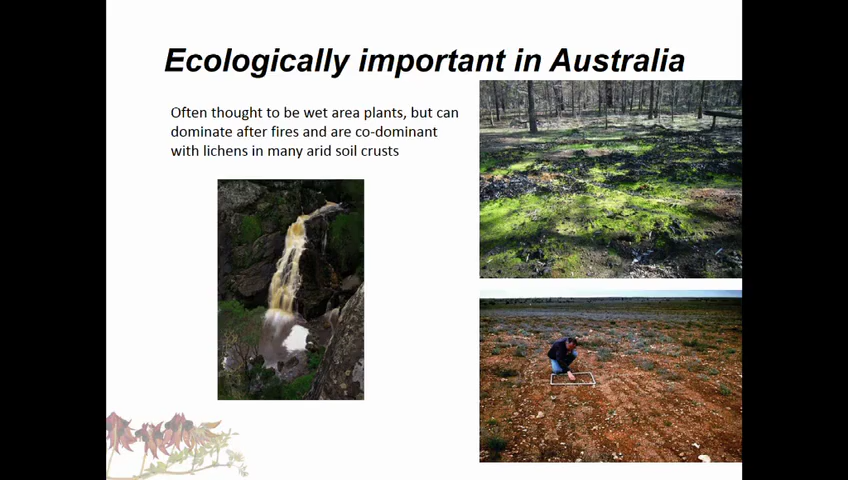 Ecologically important in Australia
Often thought to be wet area plants, but can
dominate after fires and are co-dominant
with lichens in many arid soil crusts